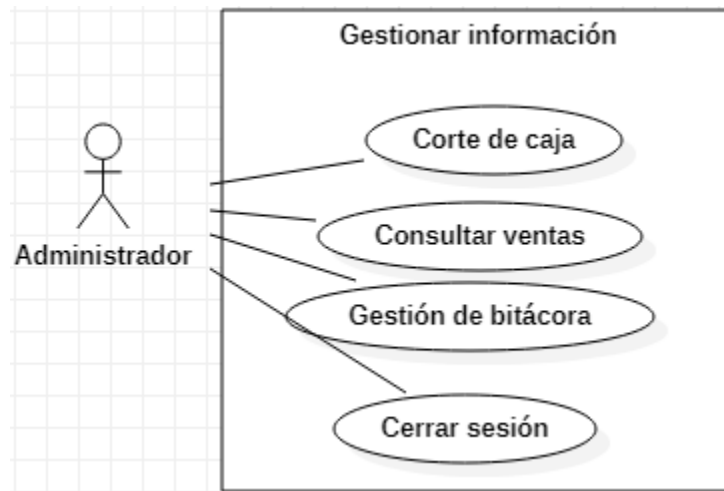 Gestionar información
Corte de caja
Consultar ventas
Administrador
Gestión de bitácora
Cerrar sesión